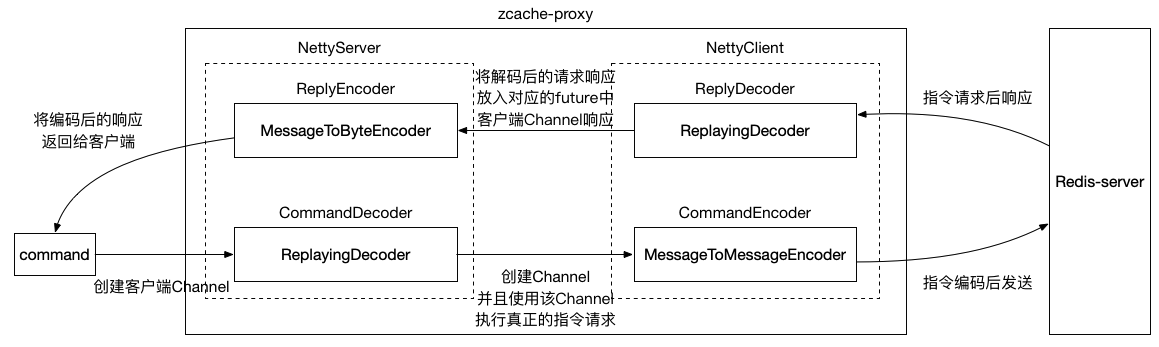 zcache-proxy
NettyServer
NettyClient
ReplyEncoder
将解码后的请求响应
放入对应的future中
客户端Channel响应
ReplyDecoder
指令请求后响应
将编码后的响应
返回给客户端
MessageToByteEncoder
ReplayingDecoder
Redis-server
CommandDecoder
CommandEncoder
command
ReplayingDecoder
MessageToMessageEncoder
创建客户端Channel
创建Channel
并且使用该Channel
执行真正的指令请求
指令编码后发送